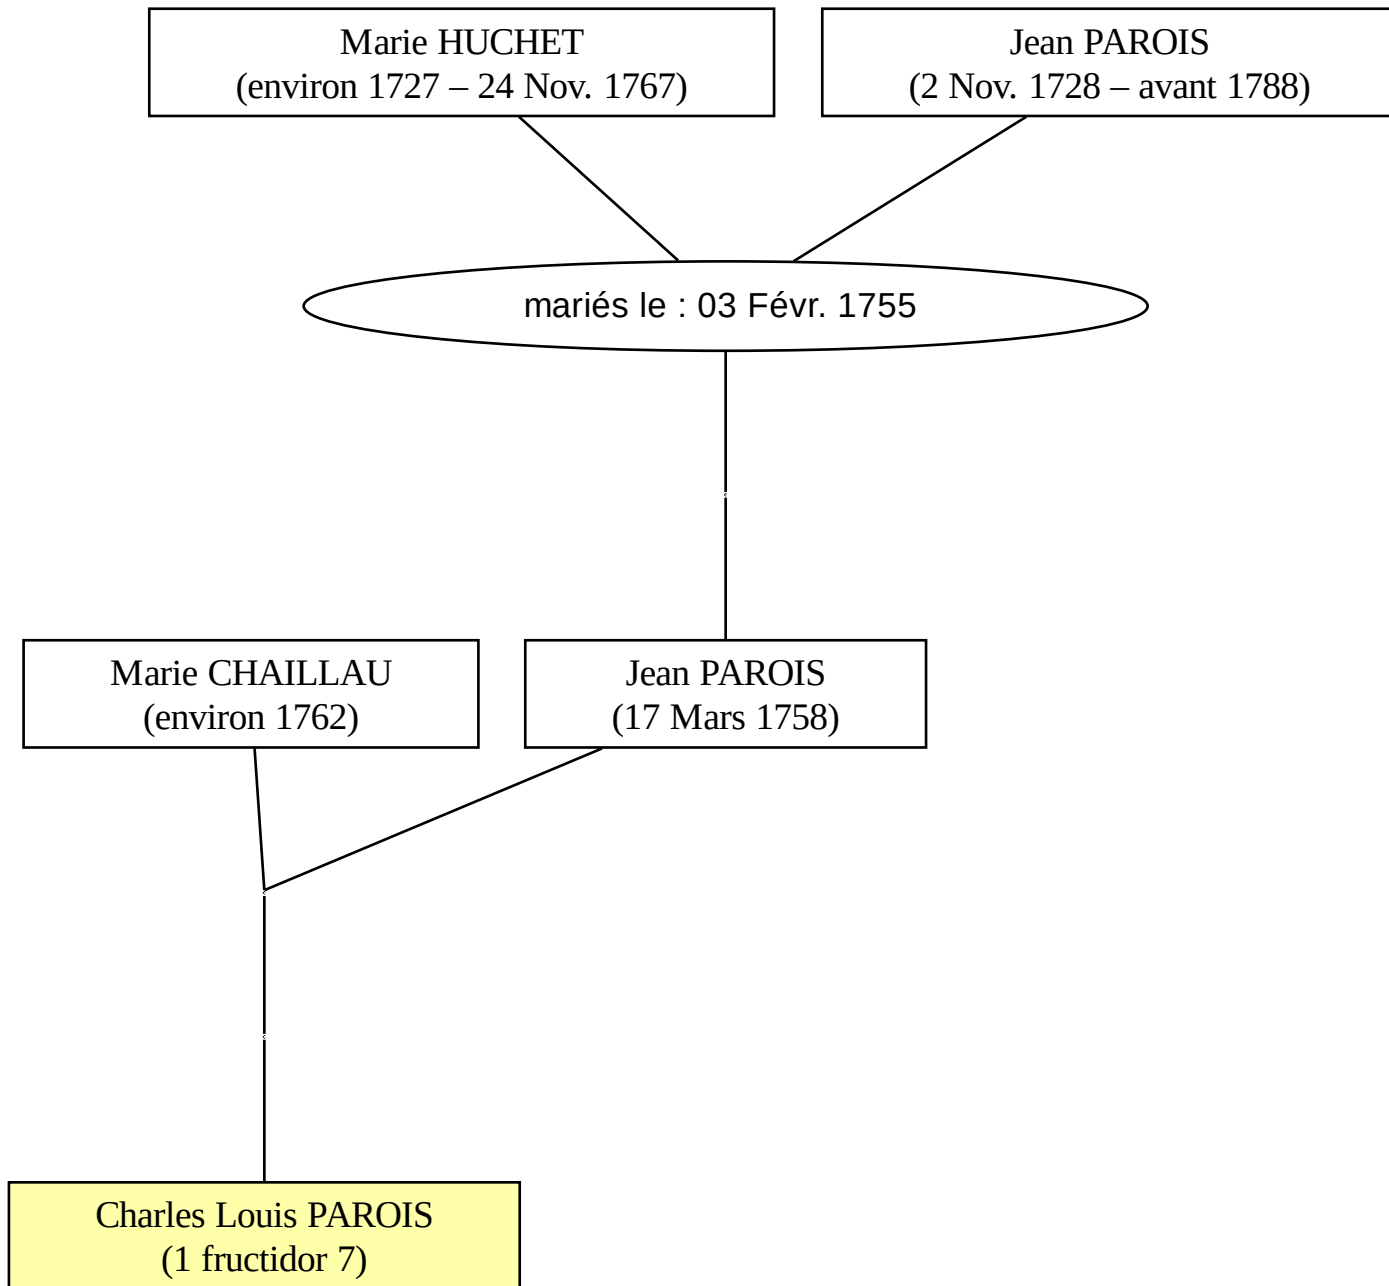 Marie HUCHET
(environ 1727 – 24 Nov. 1767)
Jean PAROIS
(2 Nov. 1728 – avant 1788)
mariés le : 03 Févr. 1755
Marie CHAILLAU
(environ 1762)
Jean PAROIS
(17 Mars 1758)
Charles Louis PAROIS
(1 fructidor 7)